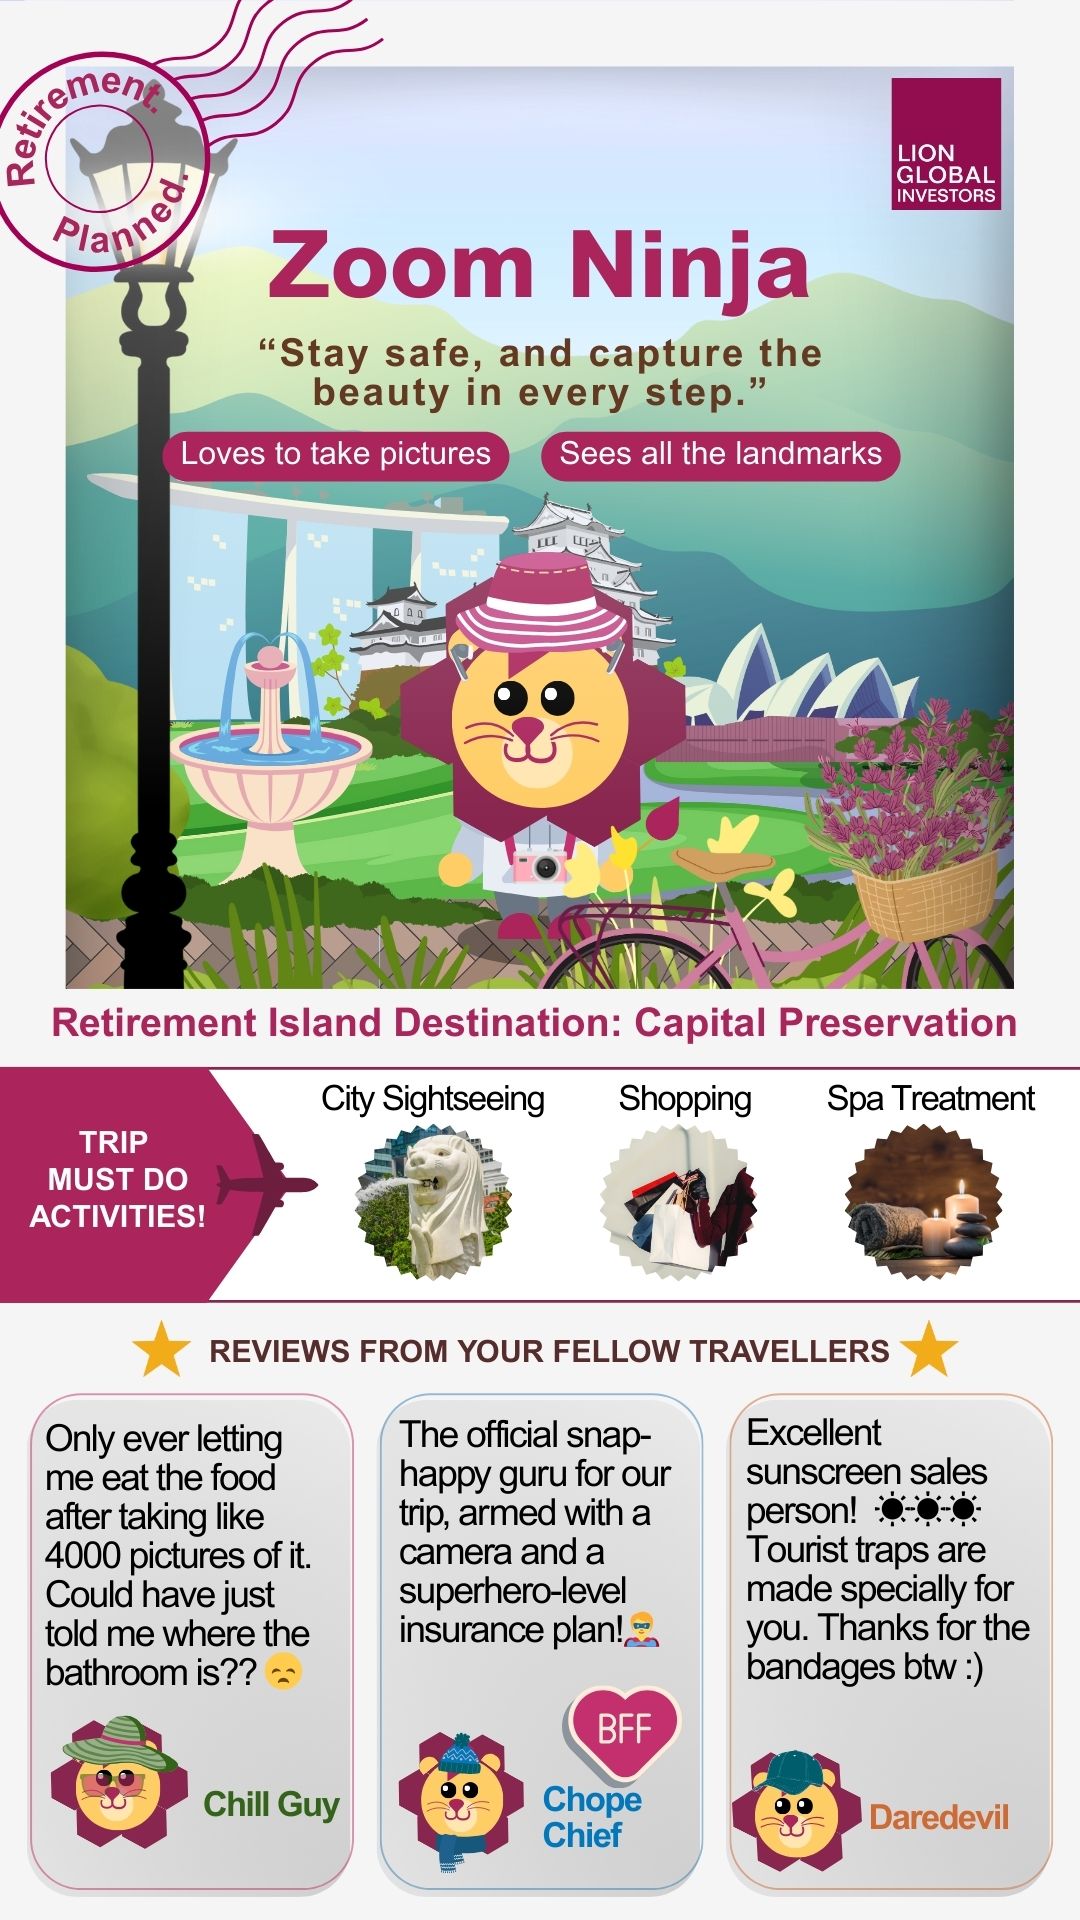 Retirement.
Planned.
LION
GLOBAL
INVESTORS
Zoom Ninja
“Stay safe, and capture the
beauty in every step.”
Loves to take pictures
Sees all the landmarks
Retirement Island Destination: Capital Preservation
TRIP
MUST DO
ACTIVITIES!
City Sightseeing
Shopping
Spa Treatment
REVIEWS FROM YOUR FELLOW TRAVELLERS
Only ever letting
me eat the food
after taking like
4000 pictures of it.
Could have just
told me where the
bathroom is?? 😞
Chill Guy
The official snap-
happy guru for our
trip, armed with a
camera and a
superhero-level
insurance plan!🦸
BFF
Chope
Chief
Excellent
sunscreen sales
person! ☀☀☀
Tourist traps are
made specially for
you. Thanks for the
bandages btw :)
Daredevil